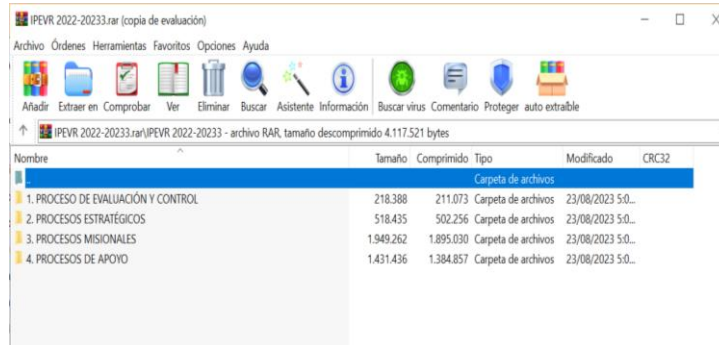 IPEVR 2022-20233.rar (copia de evaluación)
Archivo Órdenes Herramientas Favoritos Opciones Ayuda
Añadir Extraer en Comprobar Ver Eliminar Buscar Asistente Información Buscar virus Comentario Proteger auto extraíble
IPEVR 2022-20233.rar\IPEVR 2022-20233 - archivo RAR, tamaño descomprimido 4.117.521 bytes
Nombre Tamaño Comprimido Tipo Modificado CRC32
.. Carpeta de archivos
1. PROCESO DE EVALUACIÓN Y CONTROL 218.388 211.073 Carpeta de archivos 23/08/2023 5:0...
2. PROCESOS ESTRATÉGICOS 518.435 502.256 Carpeta de archivos 23/08/2023 5:0...
3. PROCESOS MISIONALES 1.949.262 1.895.030 Carpeta de archivos 23/08/2023 5:0...
4. PROCESOS DE APOYO 1.431.436 1.384.857 Carpeta de archivos 23/08/2023 5:0...